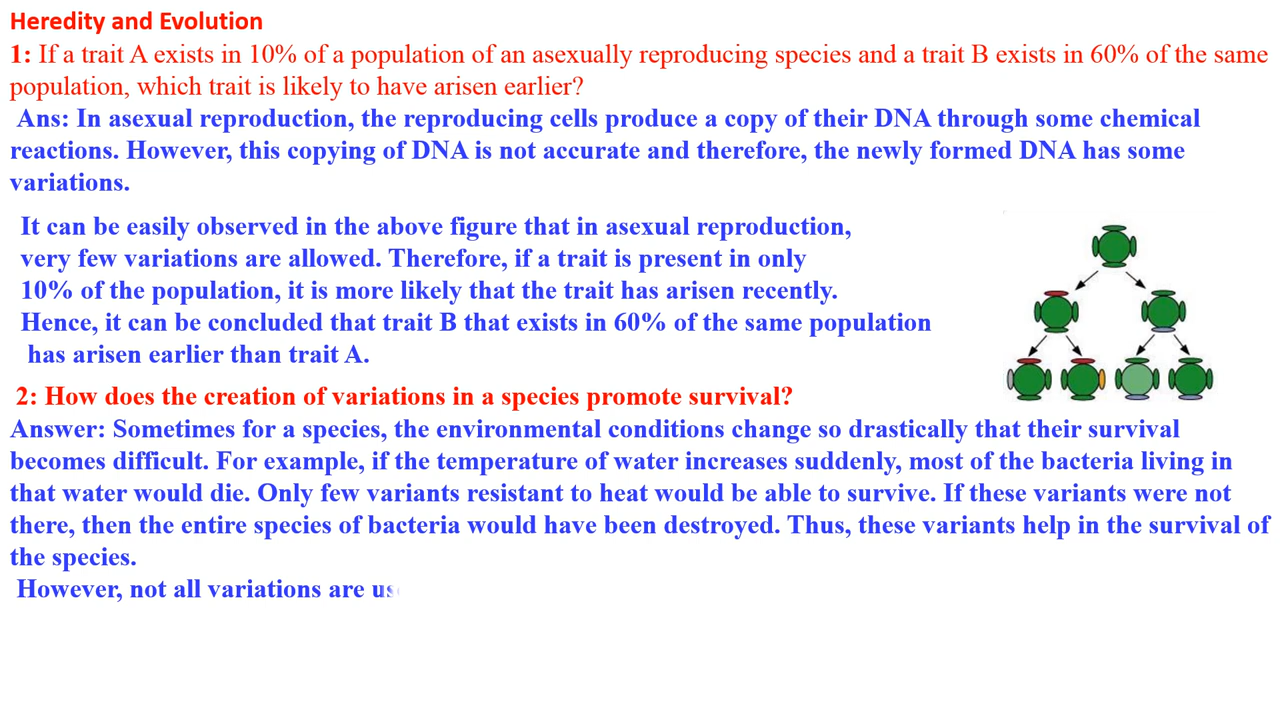 Heredity and Evolution
1: If a trait A exists in 10% of a population of an asexually reproducing species and a trait B exists in 60% of the same
population, which trait is likely to have arisen earlier?
Ans: In asexual reproduction, the reproducing cells produce a copy of their DNA through some chemical
reactions. However, this copying of DNA is not accurate and therefore, the newly formed DNA has some
variations.
It can be easily observed in the above figure that in asexual reproduction,
very few variations are allowed. Therefore, if a trait is present in only
10% of the population, it is more likely that the trait has arisen recently.
Hence, it can be concluded that trait B that exists in 60% of the same population
has arisen earlier than trait A.
2: How does the creation of variations in a species promote survival?
Answer: Sometimes for a species, the environmental conditions change so drastically that their survival
becomes difficult. For example, if the temperature of water increases suddenly, most of the bacteria living in
that water would die. Only few variants resistant to heat would be able to survive. If these variants were not
there, then the entire species of bacteria would have been destroyed. Thus, these variants help in the survival of
the species.
However, not all variations are